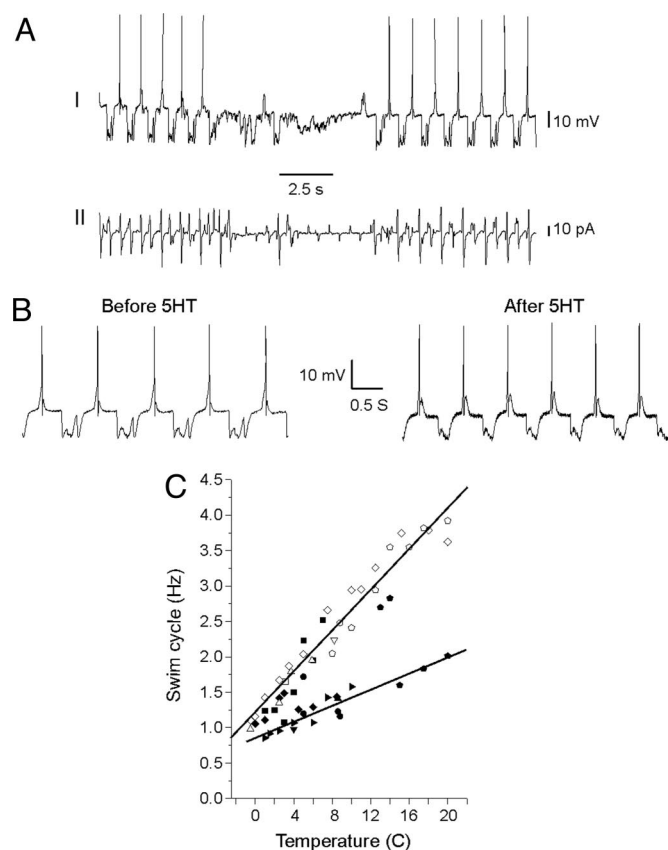 A
I
10 mV
2.5 s
II
10 pA
B
Before 5HT
After 5HT
10 mV
0.5 S
C
4.5
4.0
3.5
3.0
2.5
2.0
1.5
1.0
0.5
0.0
Swim cycle (Hz)
0 4 8 12 16 20
Temperature (C)